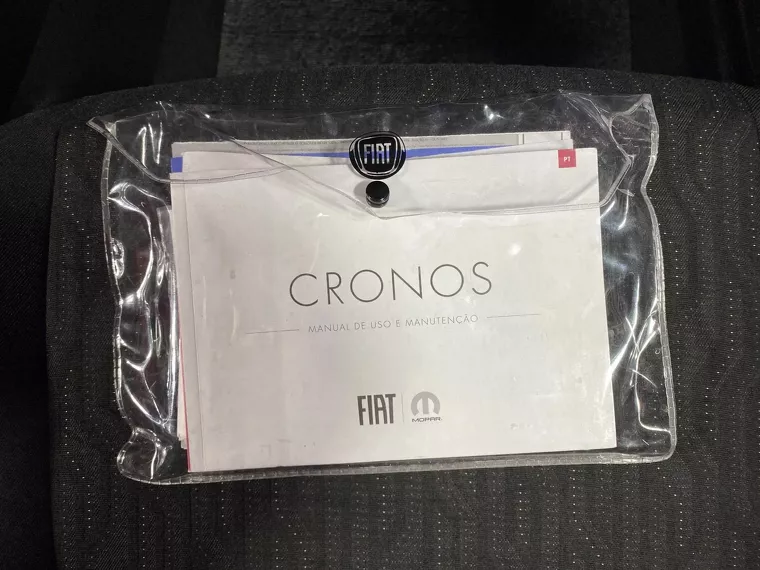 FIAT
PT
CRONOS
MANUAL DE USO E MANUTENÇÃO
FIAT MOPAR